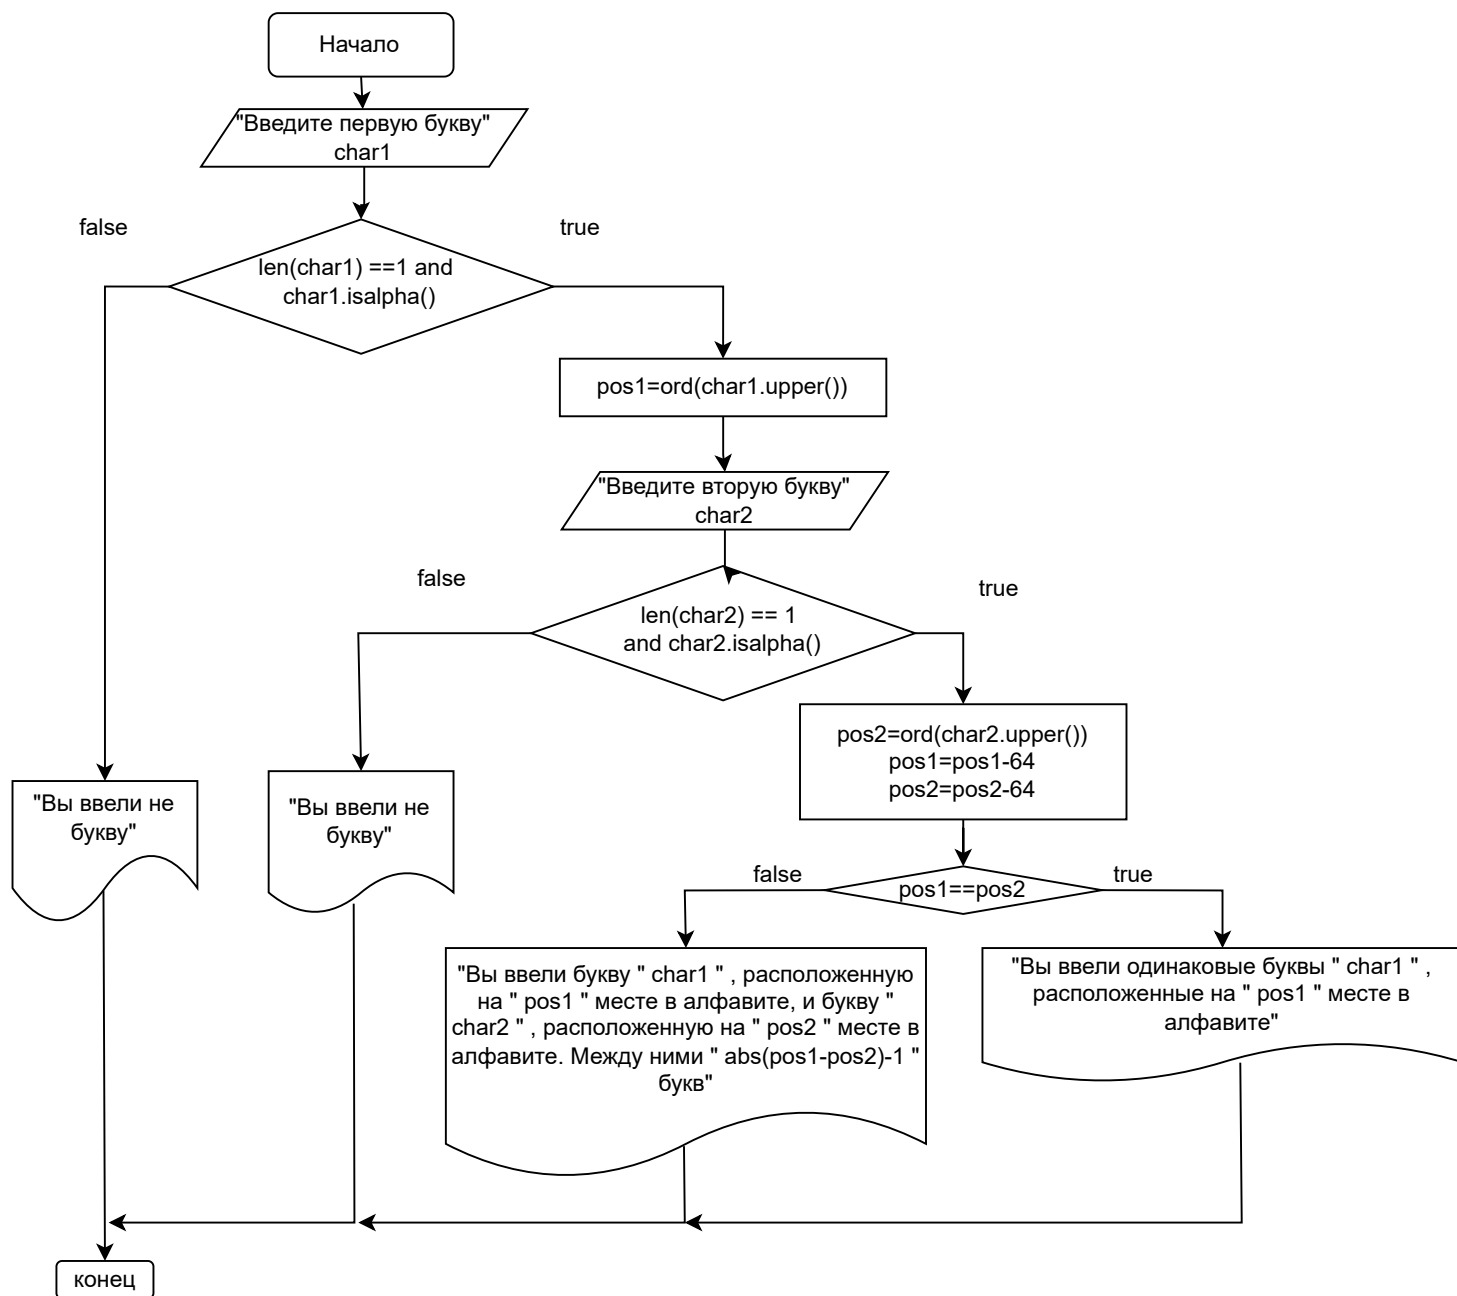 Начало
"Введите первую букву"
char1
false
true
len(char1) ==1 and
char1.isalpha()
pos1=ord(char1.upper())
"Введите вторую букву"
char2
false
true
len(char2) == 1
and char2.isalpha()
pos2=ord(char2.upper())
pos1=pos1-64
pos2=pos2-64
"Вы ввели не
букву"
"Вы ввели не
букву"
false
true
pos1==pos2
"Вы ввели букву " char1 " , расположенную
на " pos1 " месте в алфавите, и букву "
char2 " , расположенную на " pos2 " месте в
алфавите. Между ними " abs(pos1-pos2)-1 "
букв"
"Вы ввели одинаковые буквы " char1 " ,
расположенные на " pos1 " месте в
алфавите"
конец